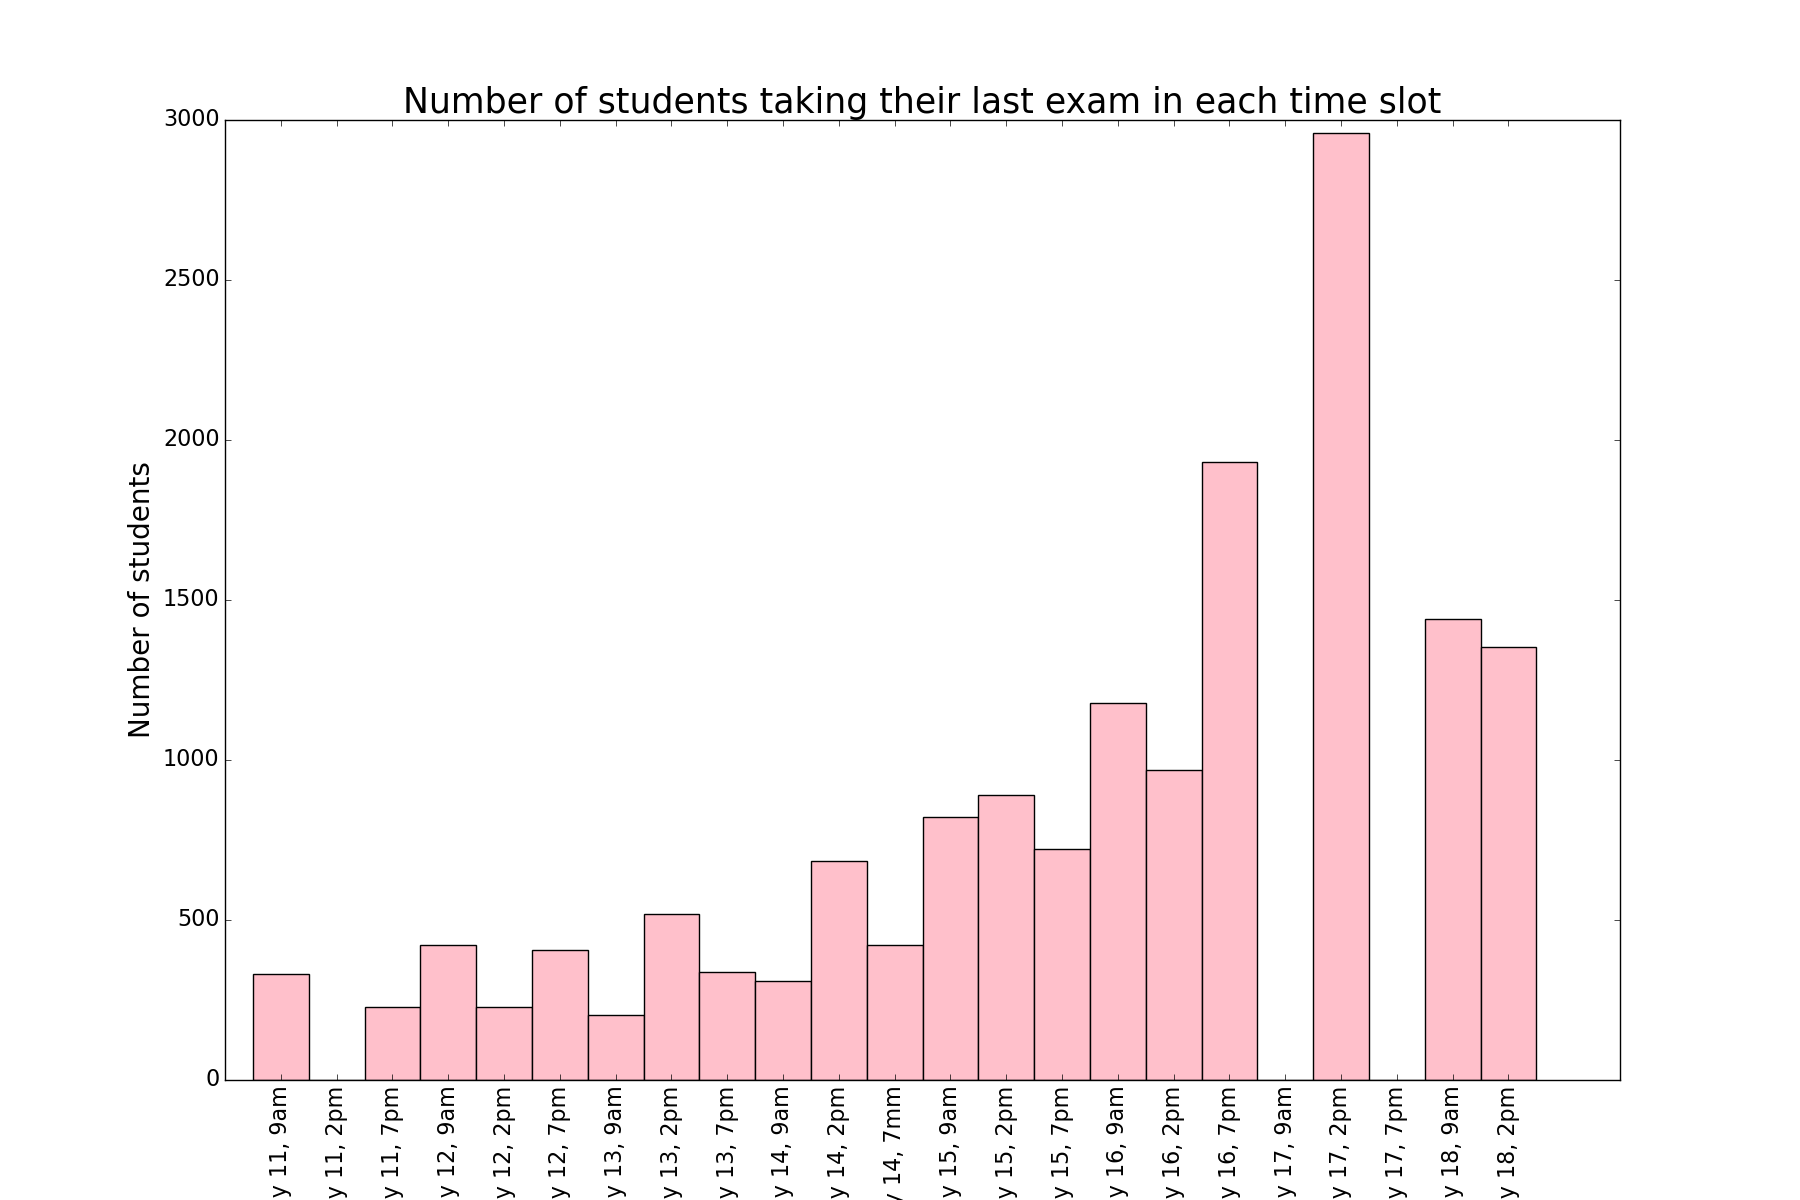 Number of students taking their last exam in each time slot
3000
2500
2000
1500
1000
500
0
Number of students
y 11, 9am
y 11, 2pm
y 11, 7pm
y 12, 9am
y 12, 2pm
y 12, 7pm
y 13, 9am
y 13, 2pm
y 13, 7pm
y 14, 9am
y 14, 2pm
y 14, 7mm
y 15, 9am
y 15, 2pm
y 15, 7pm
y 16, 9am
y 16, 2pm
y 16, 7pm
y 17, 9am
y 17, 2pm
y 17, 7pm
y 18, 9am
y 18, 2pm